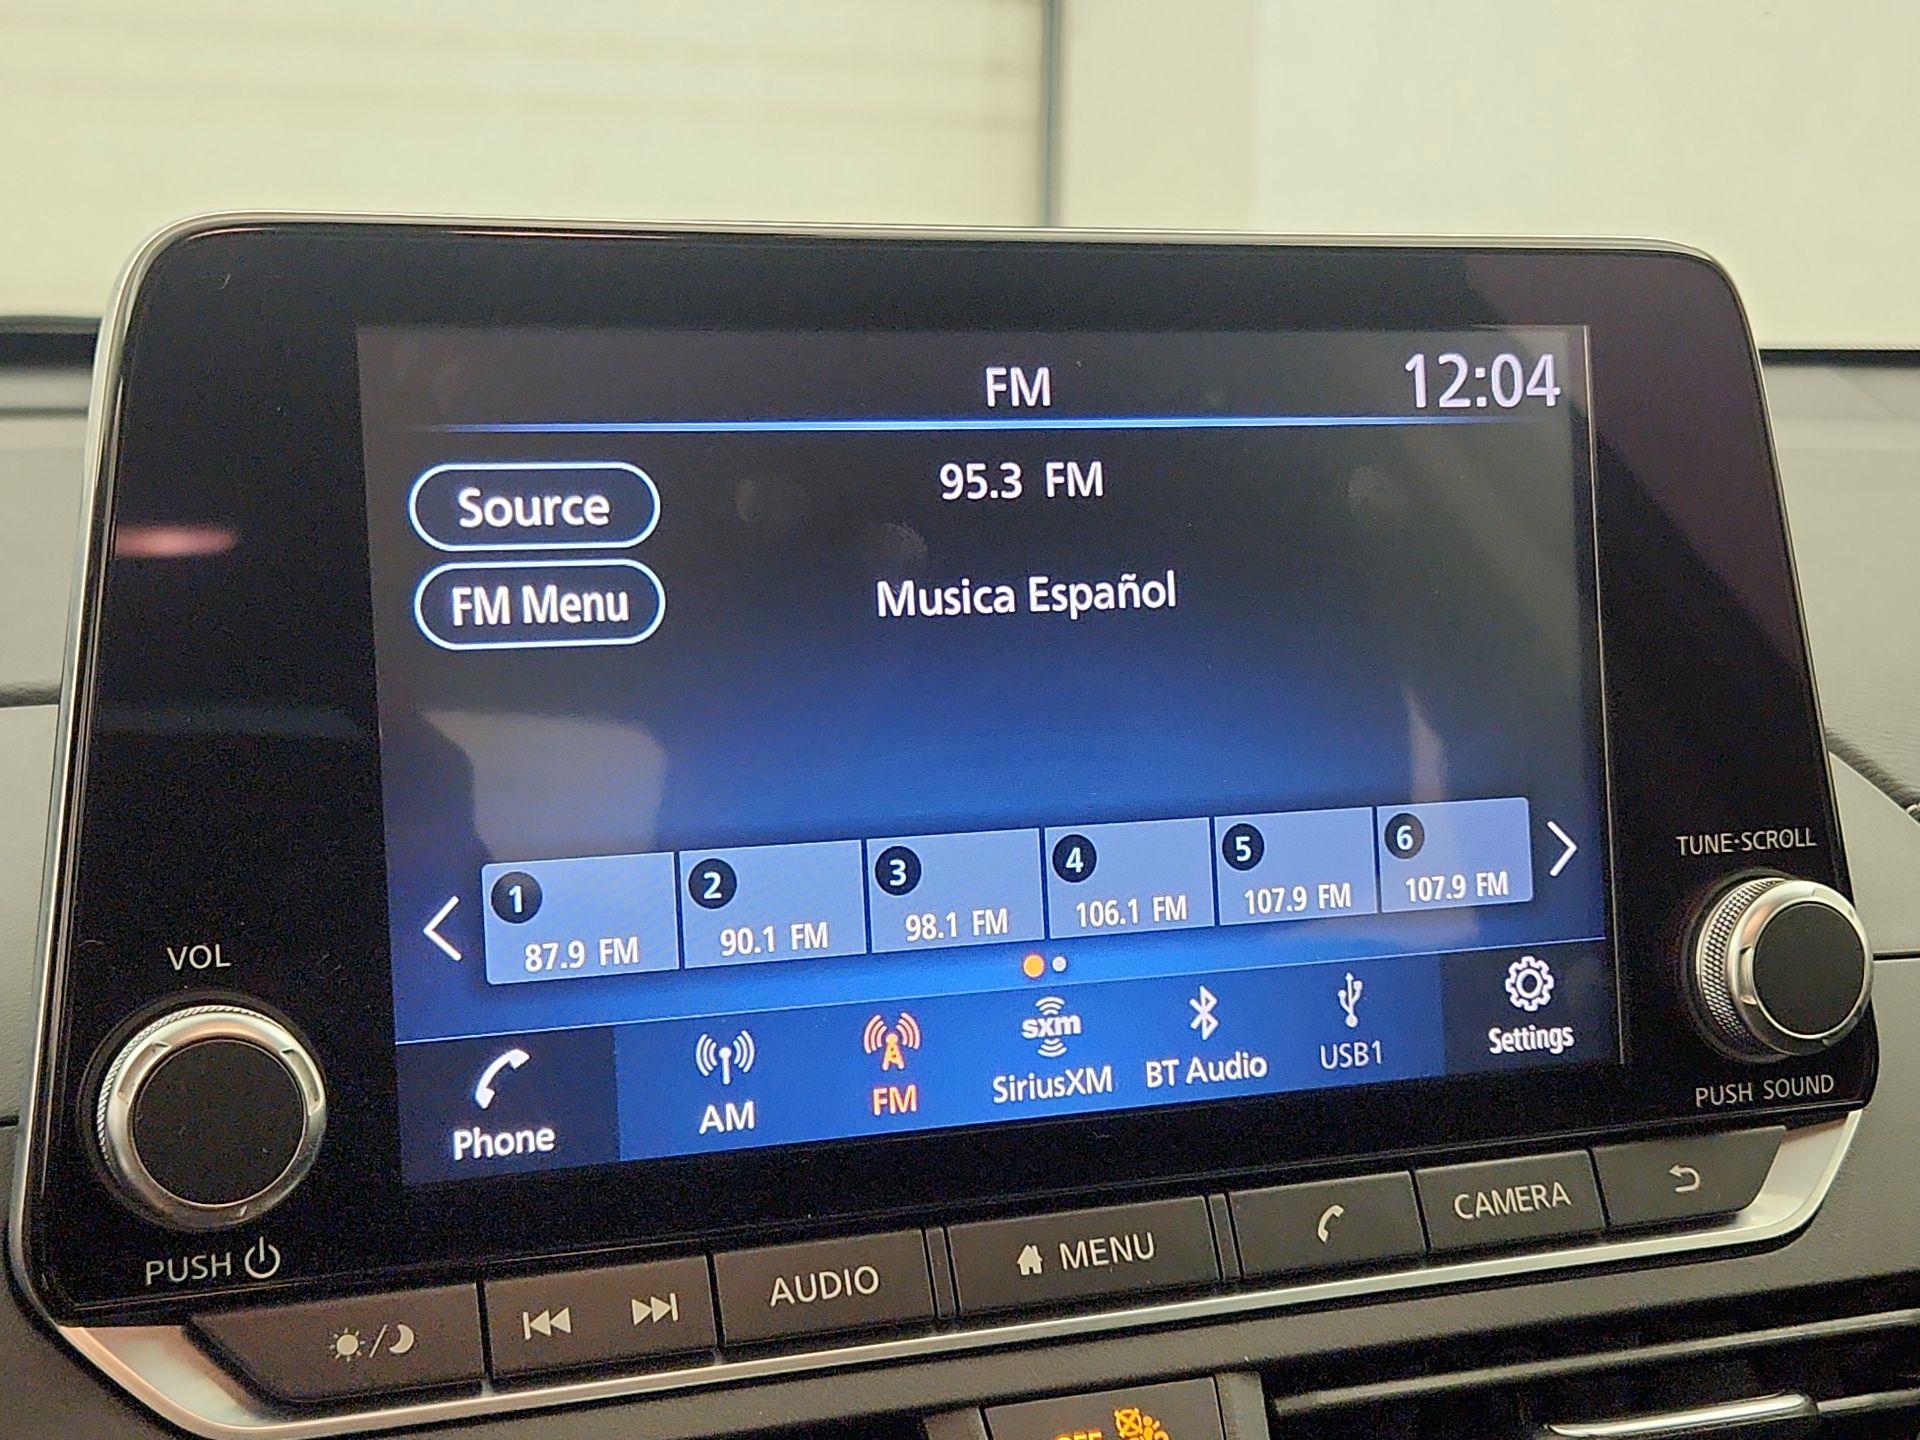 FM
12:04
Source
95.3 FM
FM Menu
Musica Español
1
87.9 FM
2
90.1 FM
3
98.1 FM
4
106.1 FM
5
107.9 FM
6
107.9 FM
Phone
AM
FM
sxm
SiriusXM
BT Audio
USB1
Settings
VOL
PUSH
TUNE·SCROLL
PUSH SOUND
AUDIO
MENU
CAMERA
OFF